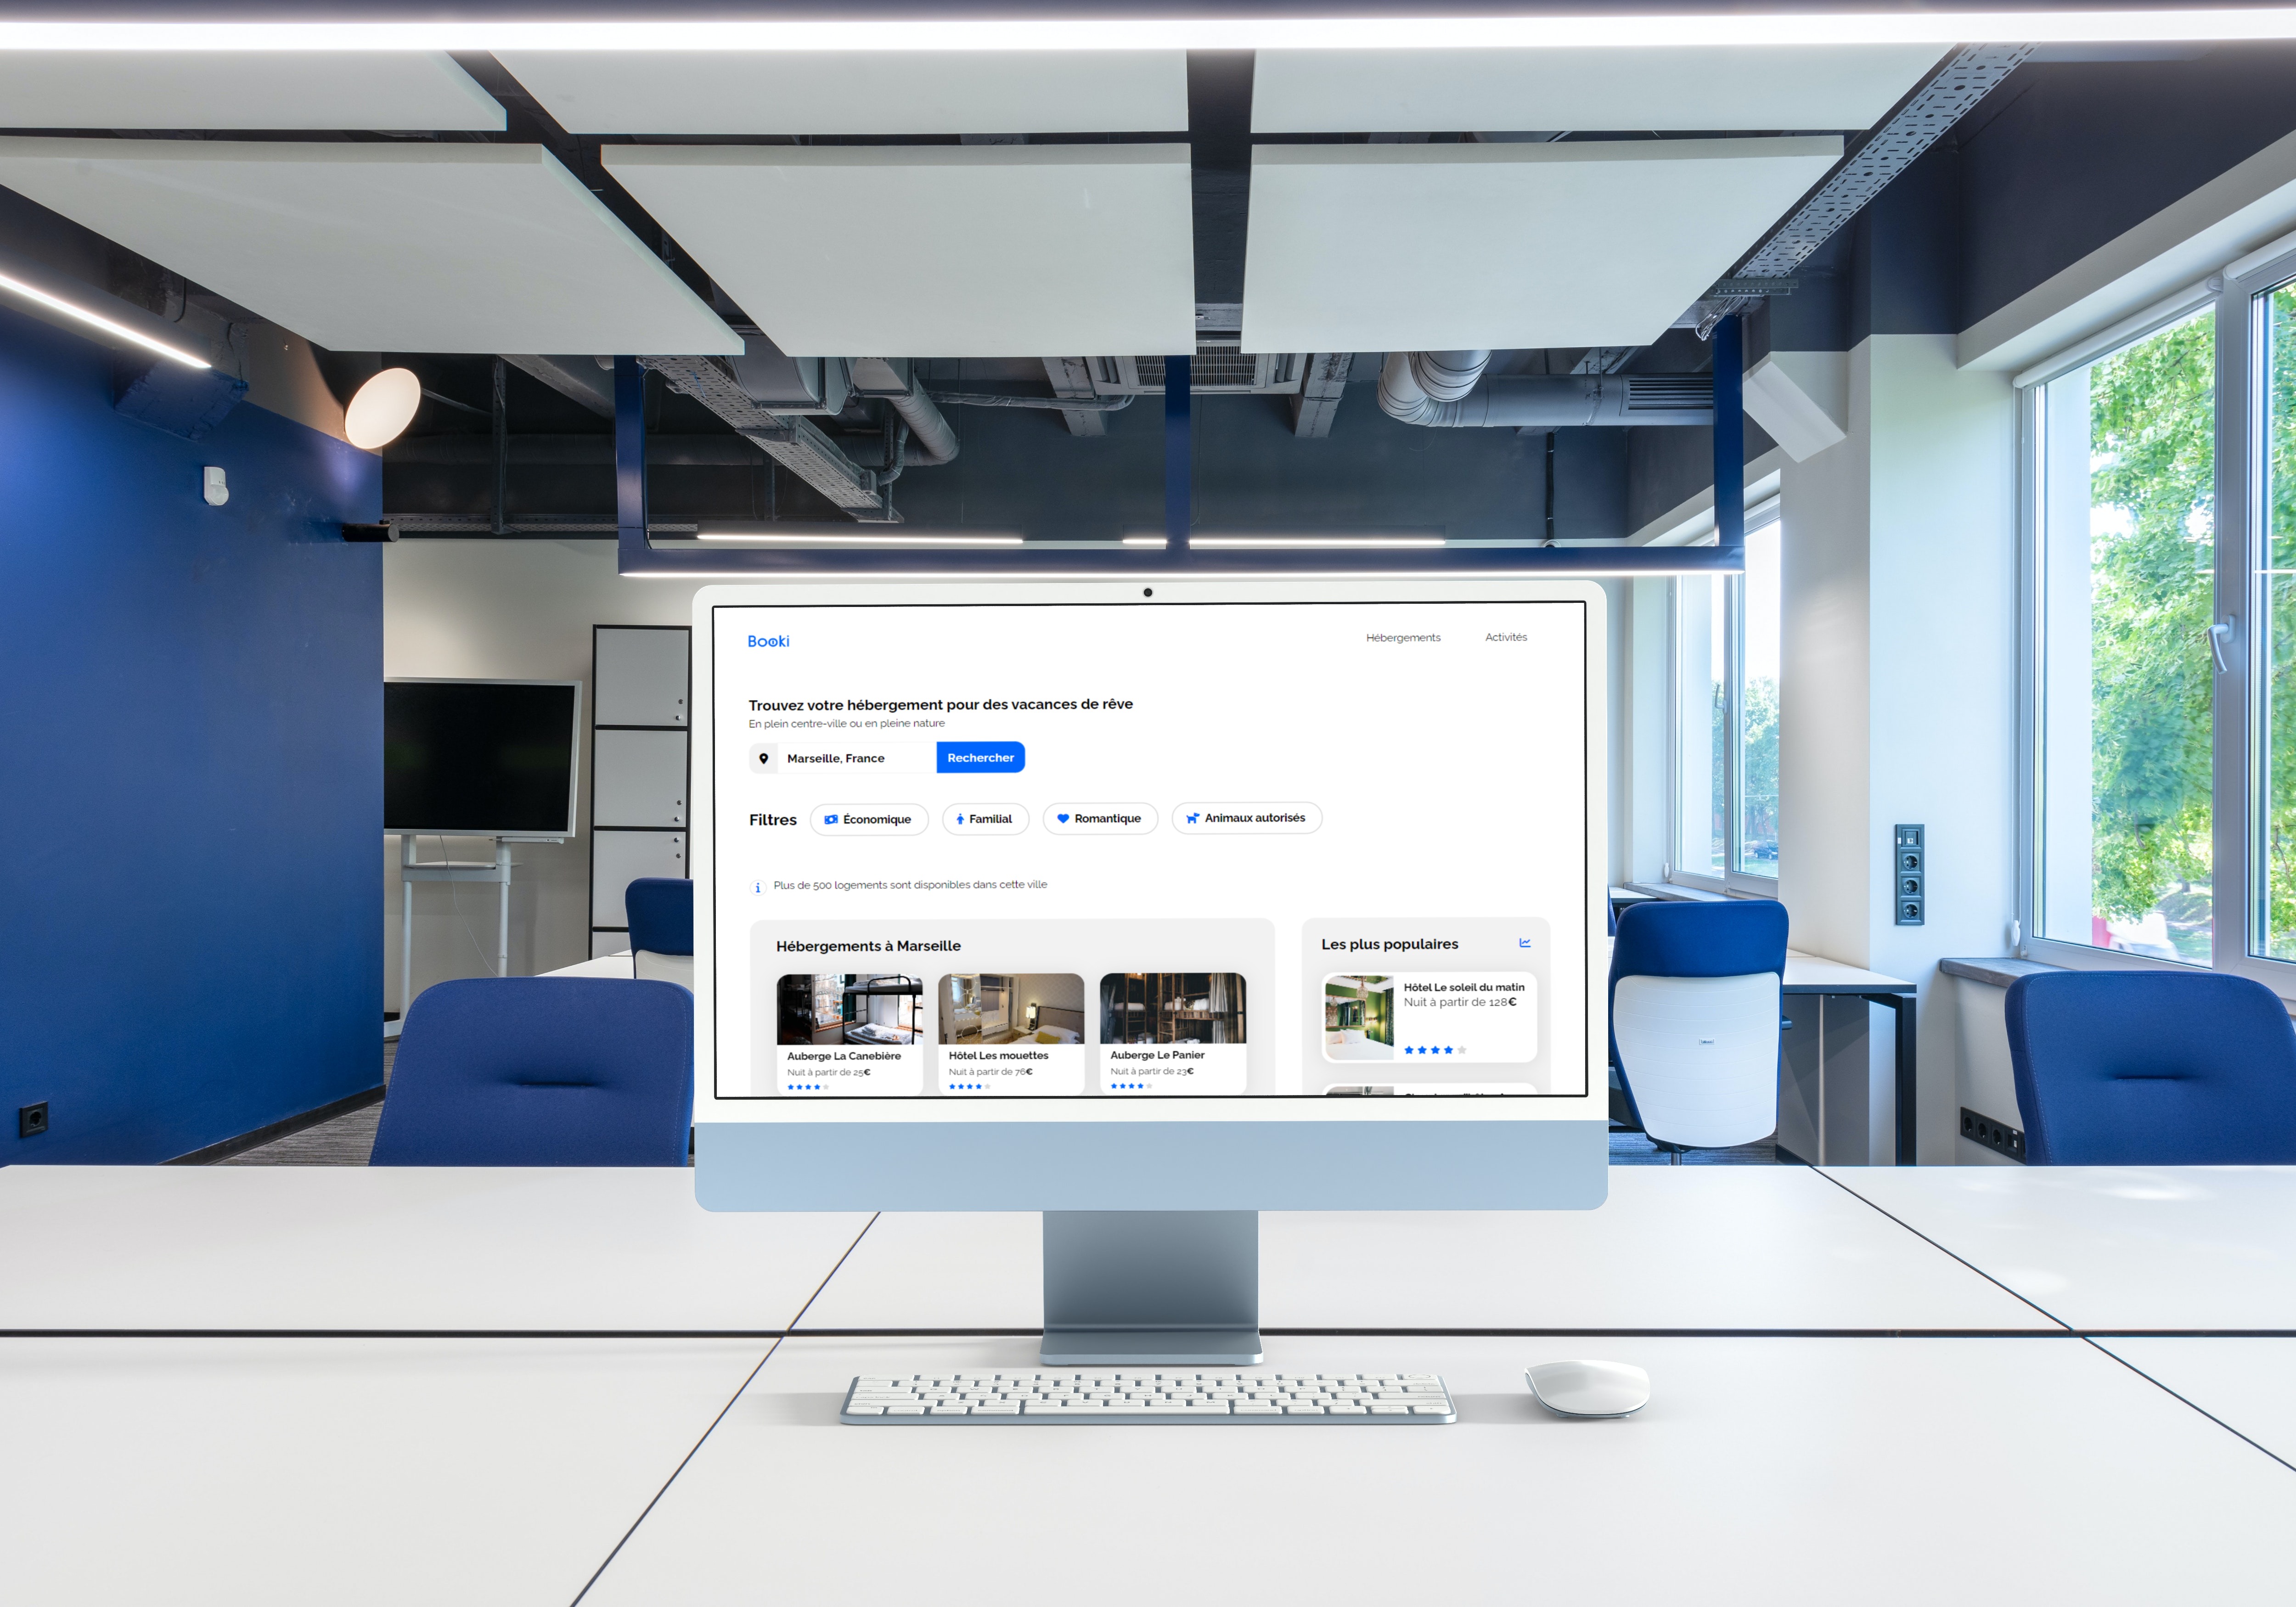 Booki
Hébergements
Activités
Trouvez votre hébergement pour des vacances de rêve
En plein centre-ville ou en pleine nature
Marseille, France
Rechercher
Filtres
Économique
Familial
Romantique
Animaux autorisés
Plus de 500 logements sont disponibles dans cette ville
Hébergements à Marseille
Auberge La Canebière
Nuit à partir de 25€
Hôtel Les mouettes
Nuit à partir de 76€
Auberge Le Panier
Nuit à partir de 23€
Les plus populaires
Hôtel Le soleil du matin
Nuit à partir de 128€